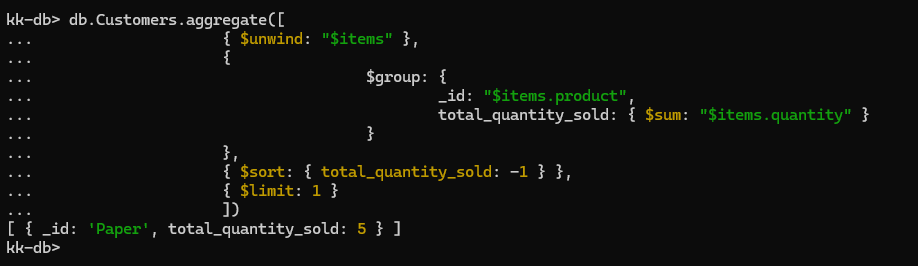 kk-db> db.Customers.aggregate([
...                     { $unwind: "$items" },
...                     {
...                                     $group: {
...                                             _id: "$items.product",
...                                             total_quantity_sold: { $sum: "$items.quantity" }
...                                     }
...                     },
...                     { $sort: { total_quantity_sold: -1 } },
...                     { $limit: 1 }
...                     ])
[ { _id: 'Paper', total_quantity_sold: 5 } ]
kk-db>